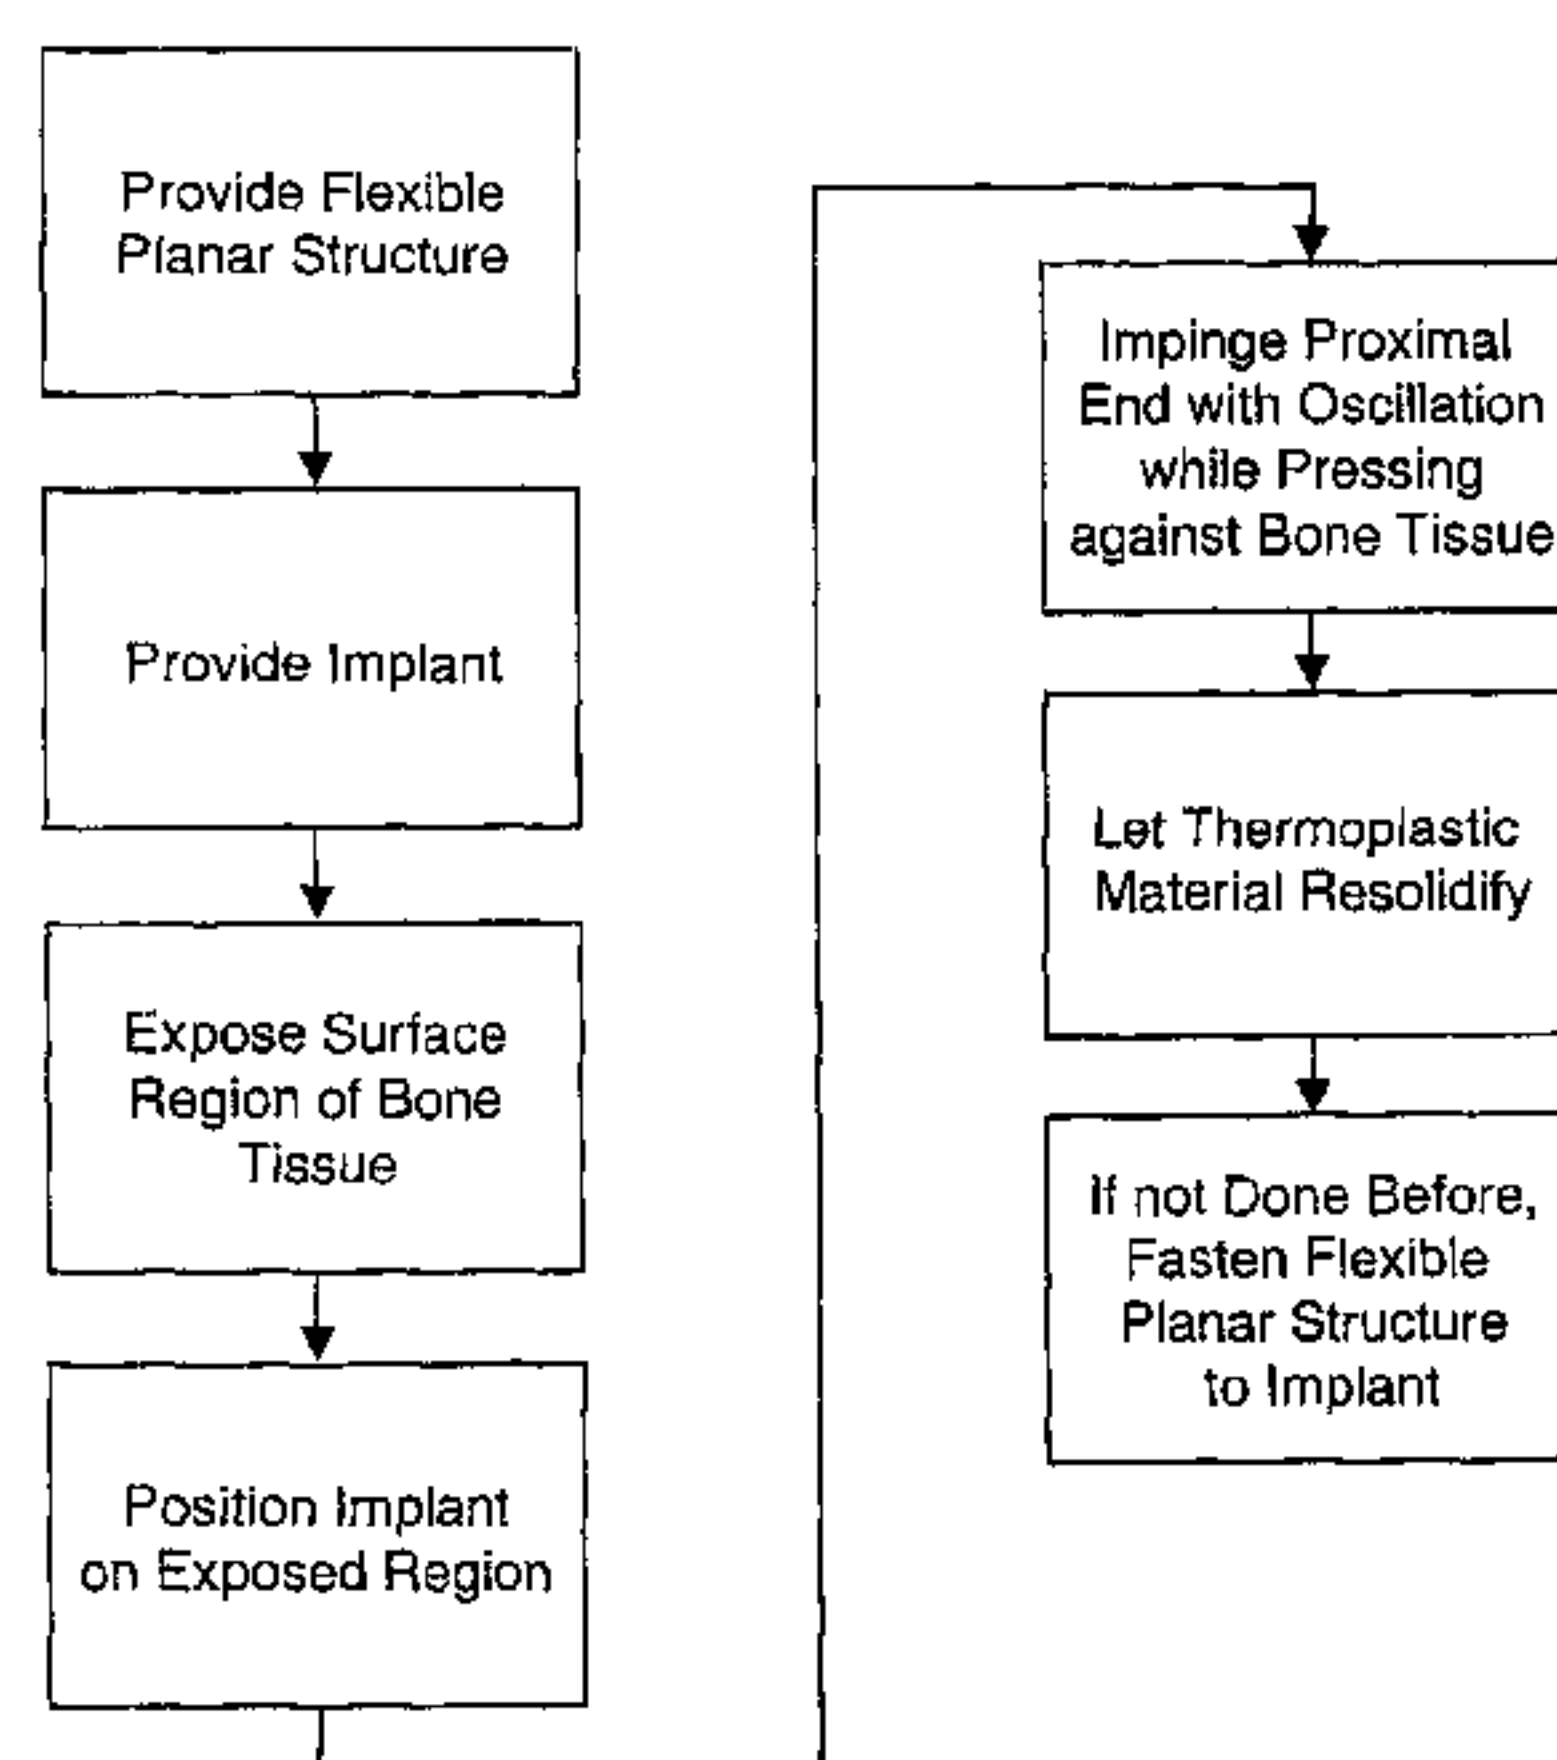 Provide Flexible
Planar Structure
Provide Implant
Expose Surface
Region of Bone
Tissue
Position Implant
on Exposed Region
Impinge Proximal
End with Oscillation
while Pressing
against Bone Tissue
Let Thermoplastic
Material Resolidify
If not Done Before,
Fasten Flexible
Planar Structure
to Implant